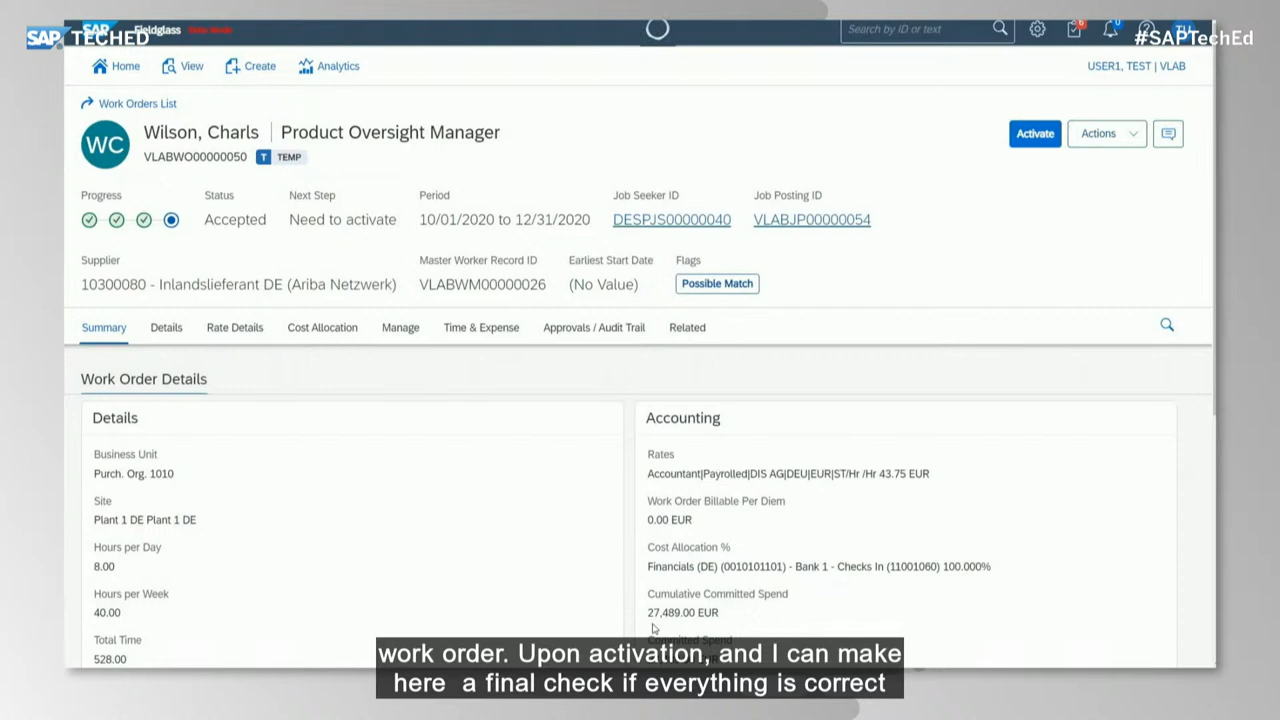 SAP Fieldglass
SAP TECHED
Search by ID or text
6
0
#SAPTechEd
Home View Create Analytics
USER1, TEST | VLAB
Work Orders List
WC
Wilson, Charls | Product Oversight Manager
VLABWO00000050 T TEMP
Activate Actions
Progress Status Next Step Period Job Seeker ID Job Posting ID
Accepted Need to activate 10/01/2020 to 12/31/2020 DESPJS00000040 VLABJP00000054
Supplier Master Worker Record ID Earliest Start Date Flags
10300080 - Inlandslieferant DE (Ariba Netzwerk) VLABWM00000026 (No Value) Possible Match
Summary Details Rate Details Cost Allocation Manage Time & Expense Approvals / Audit Trail Related
Work Order Details
Details
Business Unit
Purch. Org. 1010
Site
Plant 1 DE Plant 1 DE
Hours per Day
8.00
Hours per Week
40.00
Total Time
528.00
Accounting
Rates
Accountant|Payrolled|DIS AG|DEU|EUR|ST/Hr /Hr 43.75 EUR
Work Order Billable Per Diem
0.00 EUR
Cost Allocation %
Financials (DE) (0010101101) - Bank 1 - Checks In (11001060) 100.000%
Cumulative Committed Spend
27,489.00 EUR
Committed Spend
work order. Upon activation, and I can make
here a final check if everything is correct